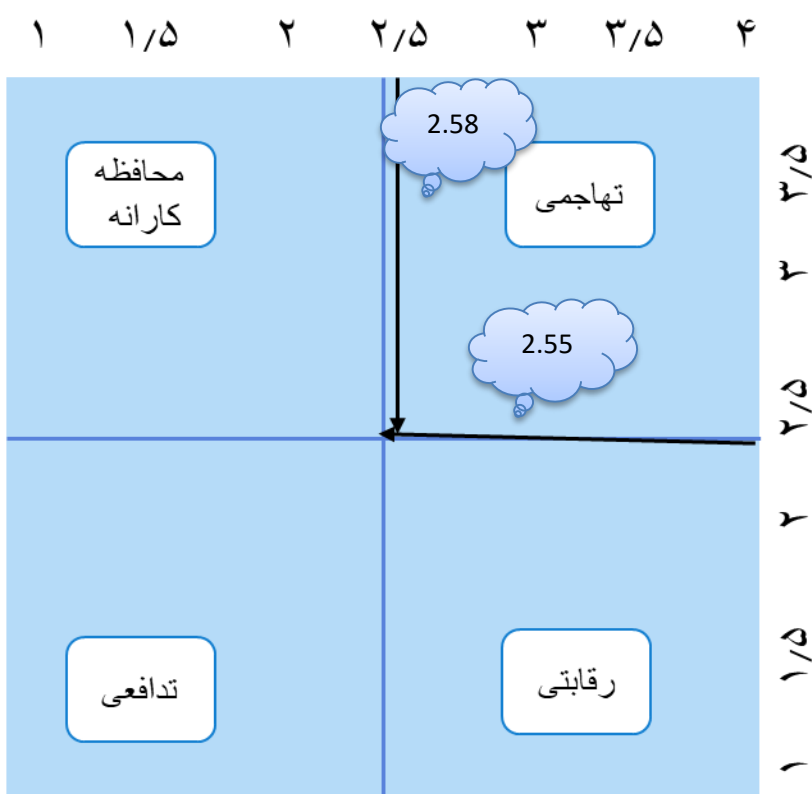 ۱ ۱/۵ ۲ ۲/۵ ۳ ۳/۵ ۴
2.58
محافظه
کارانه
تهاجمی
۳/۵
۳
2.55
۲/۵
۲
تدافعی
رقابتی
۱/۵
۱